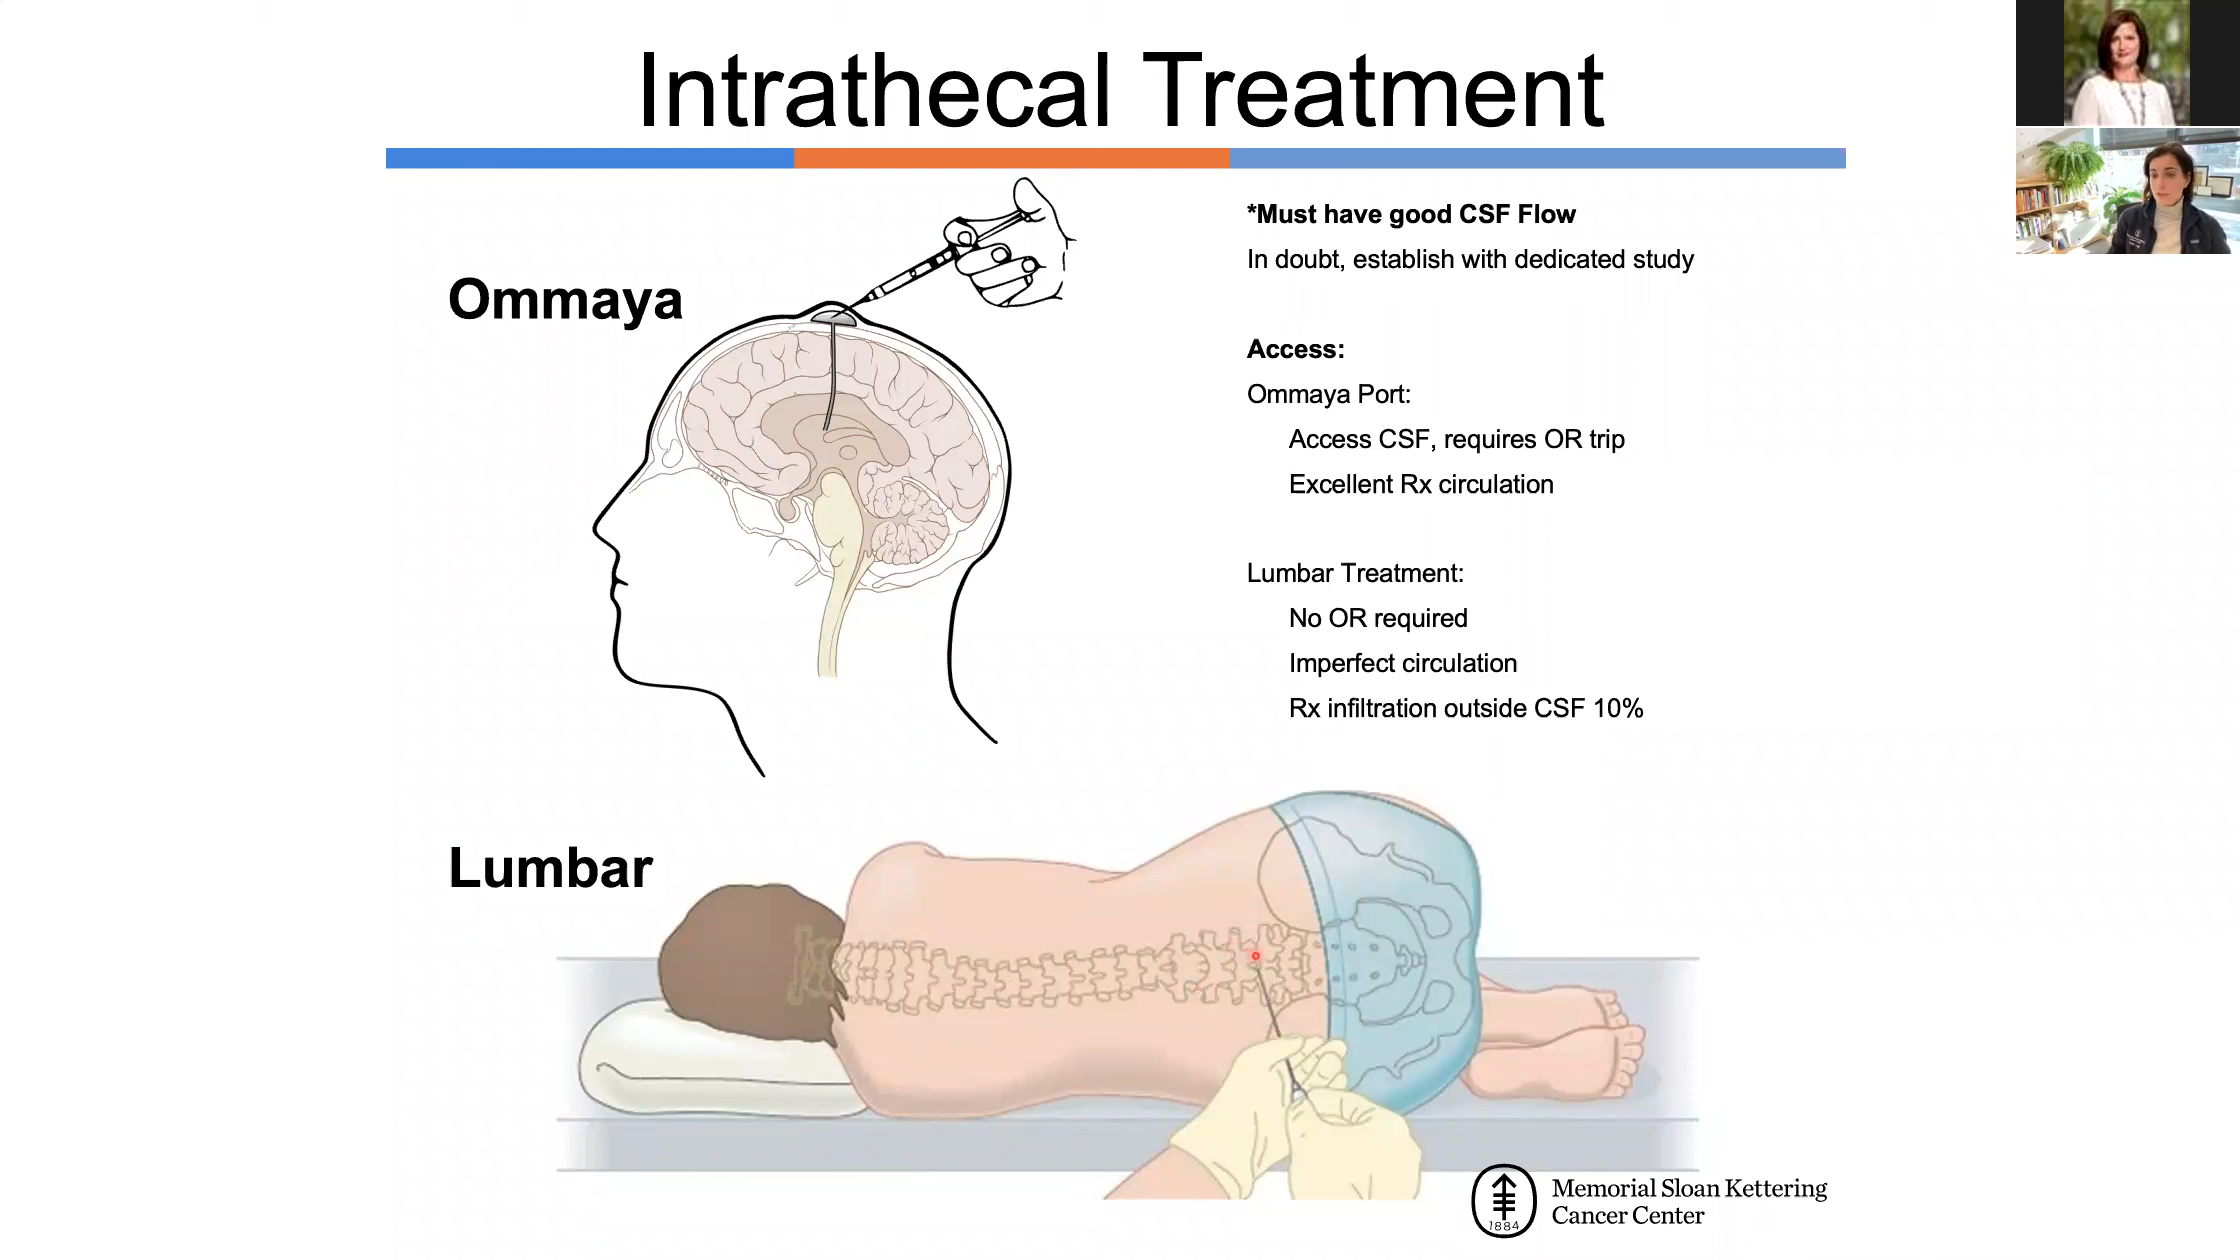 Intrathecal Treatment
Ommaya
*Must have good CSF Flow
In doubt, establish with dedicated study
Access:
Ommaya Port:
Access CSF, requires OR trip
Excellent Rx circulation
Lumbar Treatment:
No OR required
Imperfect circulation
Rx infiltration outside CSF 10%
Lumbar
1884
Memorial Sloan Kettering
Cancer Center